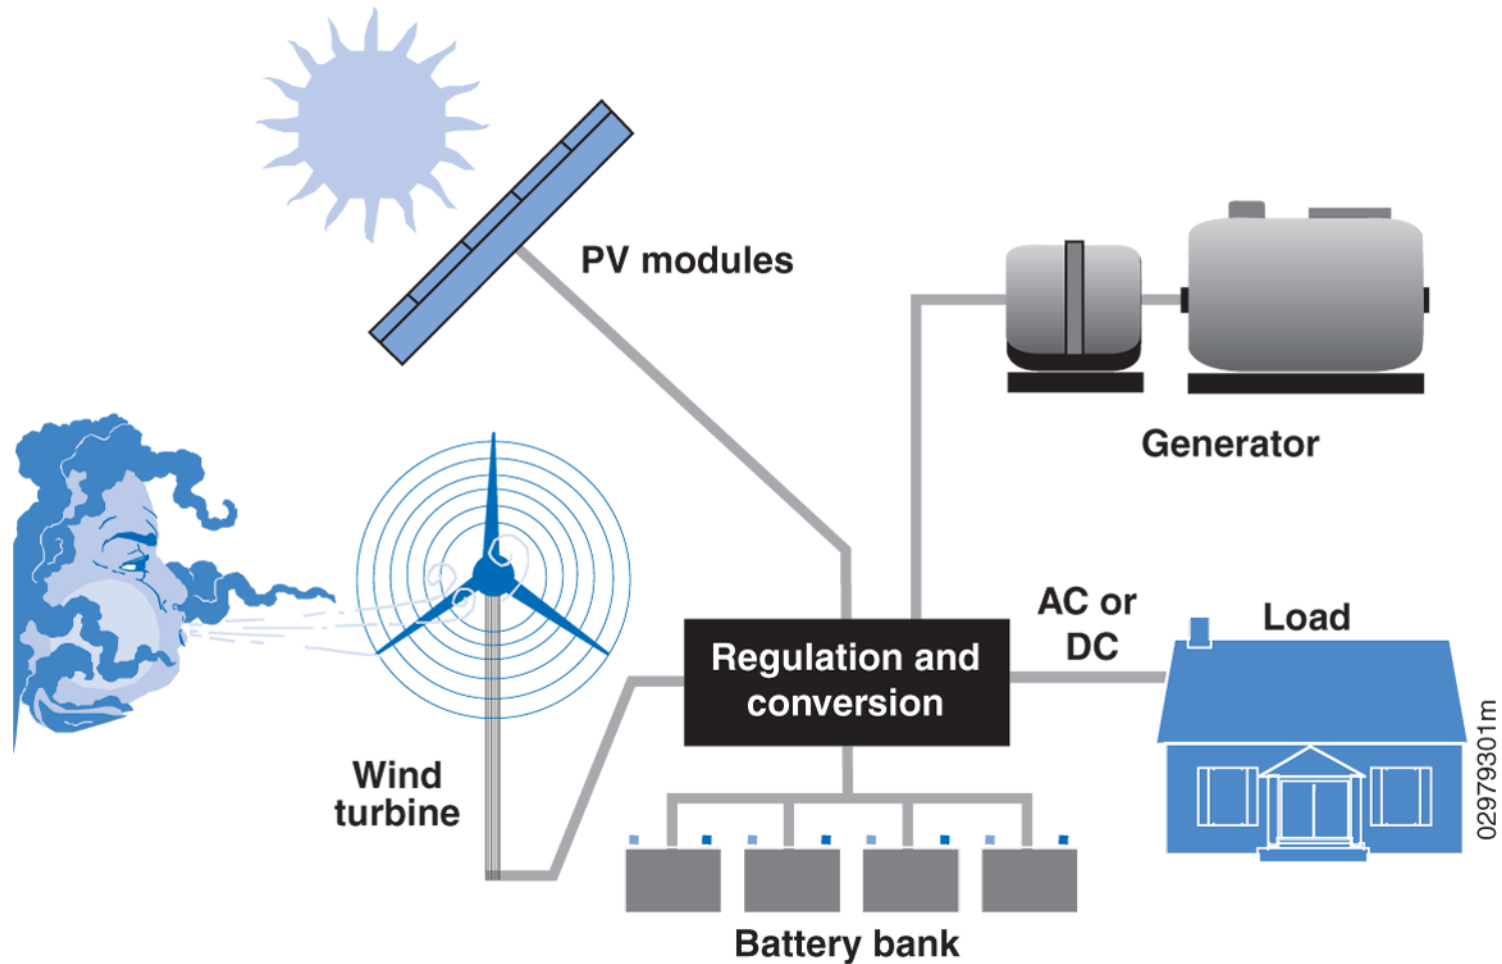 PV modules
Generator
AC or
DC
Load
Regulation and
conversion
Wind
turbine
Battery bank
02979301m